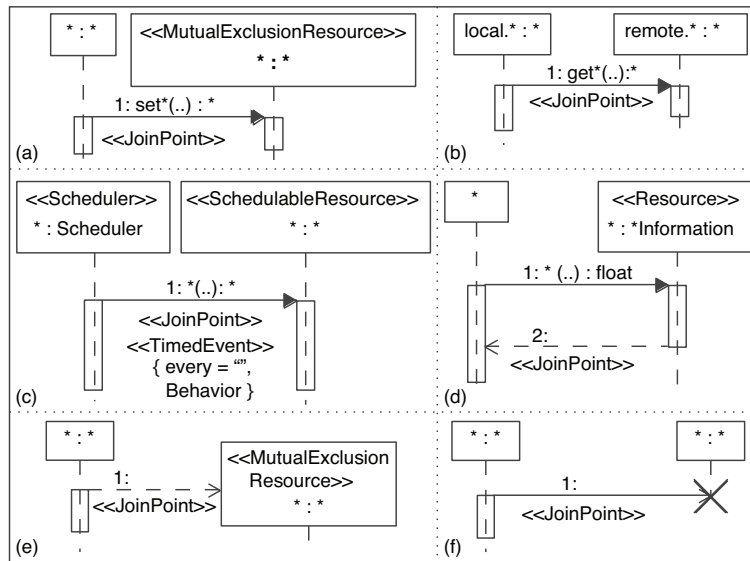 * : *
<<MutualExclusionResource>>
* : *
1: set*(..) : *
<<JoinPoint>>
(a)
local.* : *
remote.* : *
1: get*(..):*
<<JoinPoint>>
(b)
<<Scheduler>>
* : Scheduler
<<SchedulableResource>>
* : *
1: *(..): *
<<JoinPoint>>
<<TimedEvent>>
{ every = “”,
Behavior }
(c)
*
<<Resource>>
* : *Information
1: * (..) : float
2:
<<JoinPoint>>
(d)
* : *
<<MutualExclusion
Resource>>
* : *
1:
<<JoinPoint>>
(e)
* : *
* : *
1:
<<JoinPoint>>
(f)